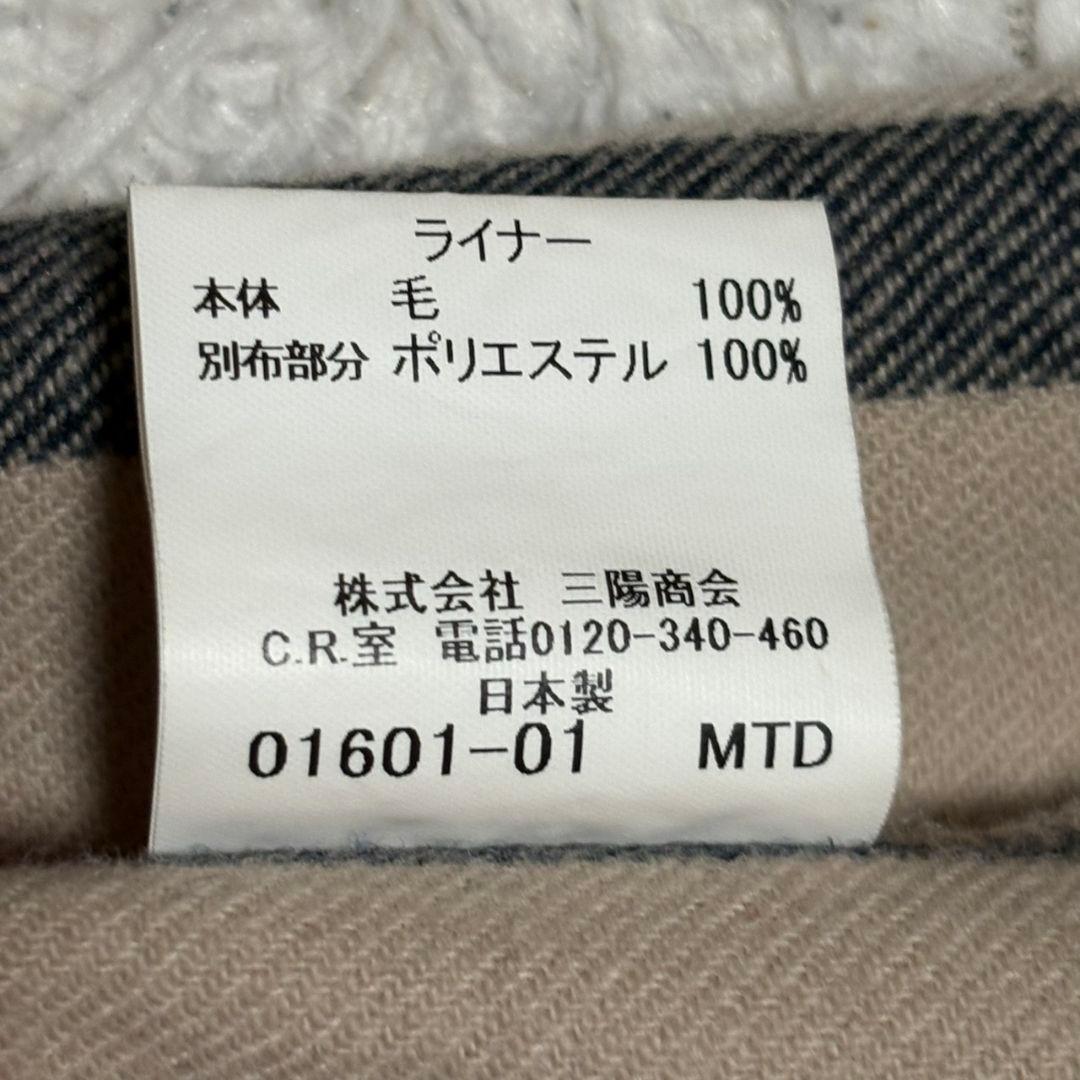 ライナー
本体 毛 100%
別布部分 ポリエステル 100%
株式会社 三陽商会
C.R.室 電話0120-340-460
日本製
01601-01 MTD